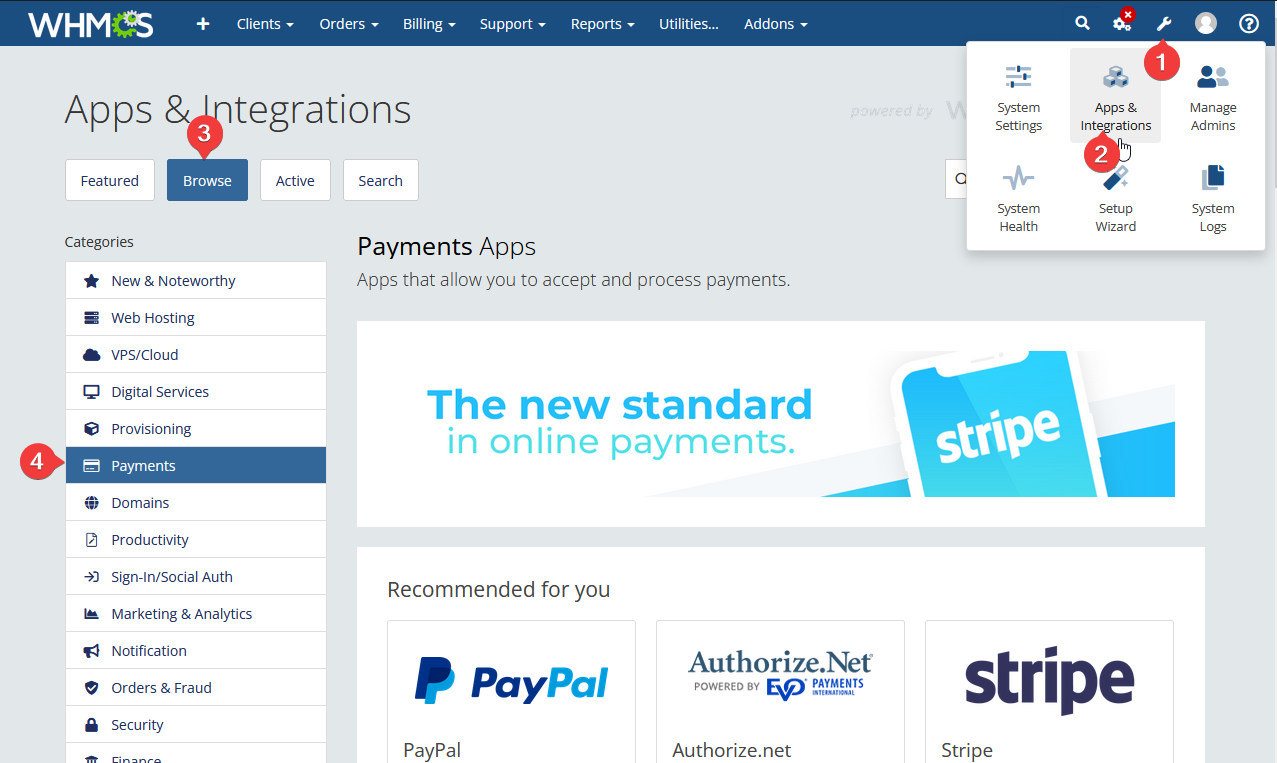 WHMCS
Clients
Orders
Billing
Support
Reports
Utilities...
Addons
1
System
Settings
Apps &
Integrations
Manage
Admins
2
System
Health
Setup
Wizard
System
Logs
Apps & Integrations
powered by W
3
Featured
Browse
Active
Search
Categories
New & Noteworthy
Web Hosting
VPS/Cloud
Digital Services
Provisioning
4
Payments
Domains
Productivity
Sign-In/Social Auth
Marketing & Analytics
Notification
Orders & Fraud
Security
Finance
Payments Apps
Apps that allow you to accept and process payments.
The new standard
in online payments.
stripe
Recommended for you
PayPal
PayPal
Authorize.Net
POWERED BY EVO PAYMENTS
INTERNATIONAL
Authorize.net
stripe
Stripe